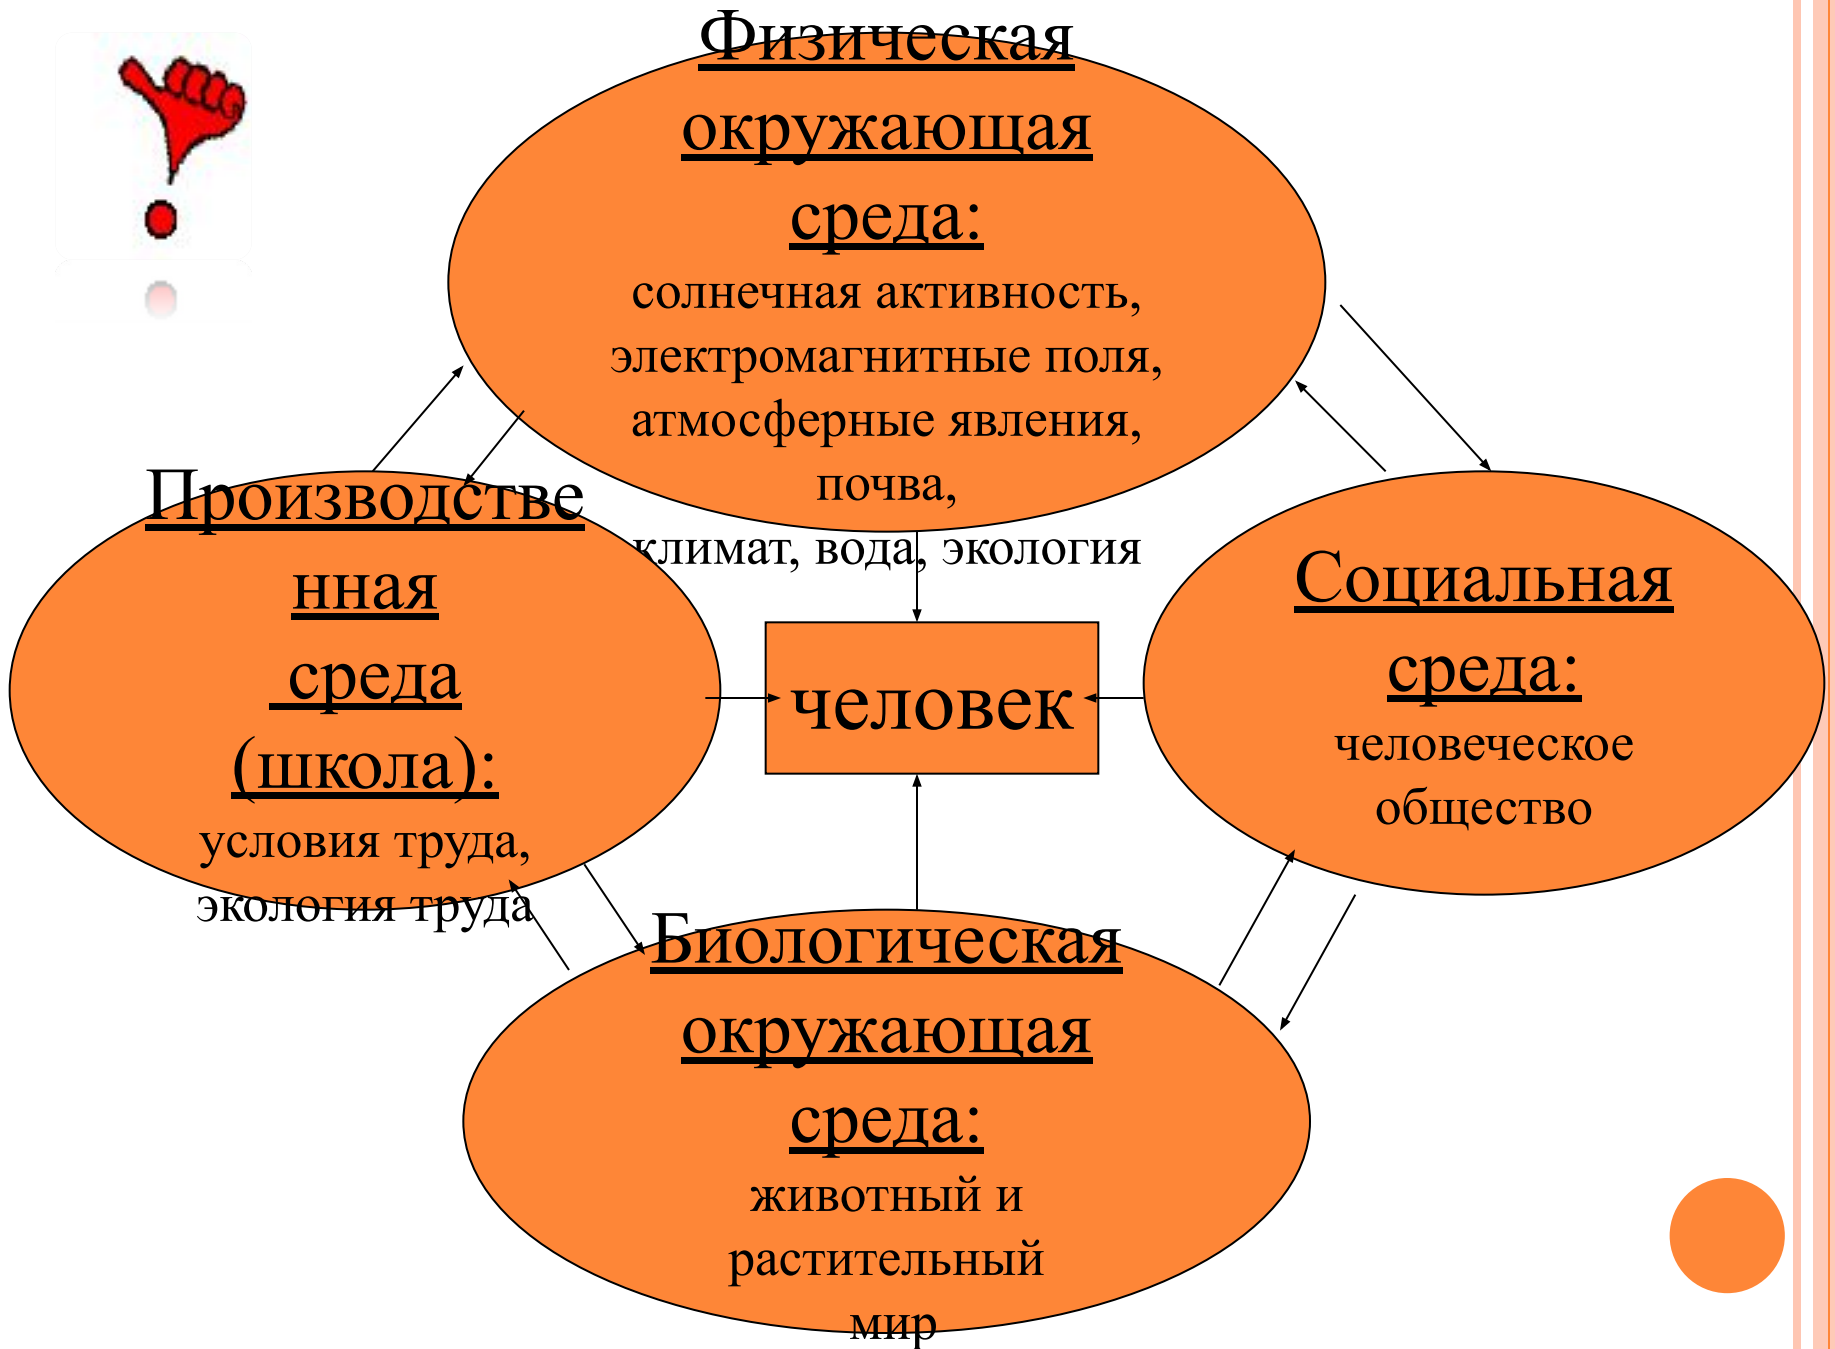 Физическая
окружающая
среда:
солнечная активность,
электромагнитные поля,
атмосферные явления,
почва,
климат, вода, экология
Производстве
нная
среда
(школа):
условия труда,
экология труда
человек
Социальная
среда:
человеческое
общество
Биологическая
окружающая
среда:
животный и
растительный
мир